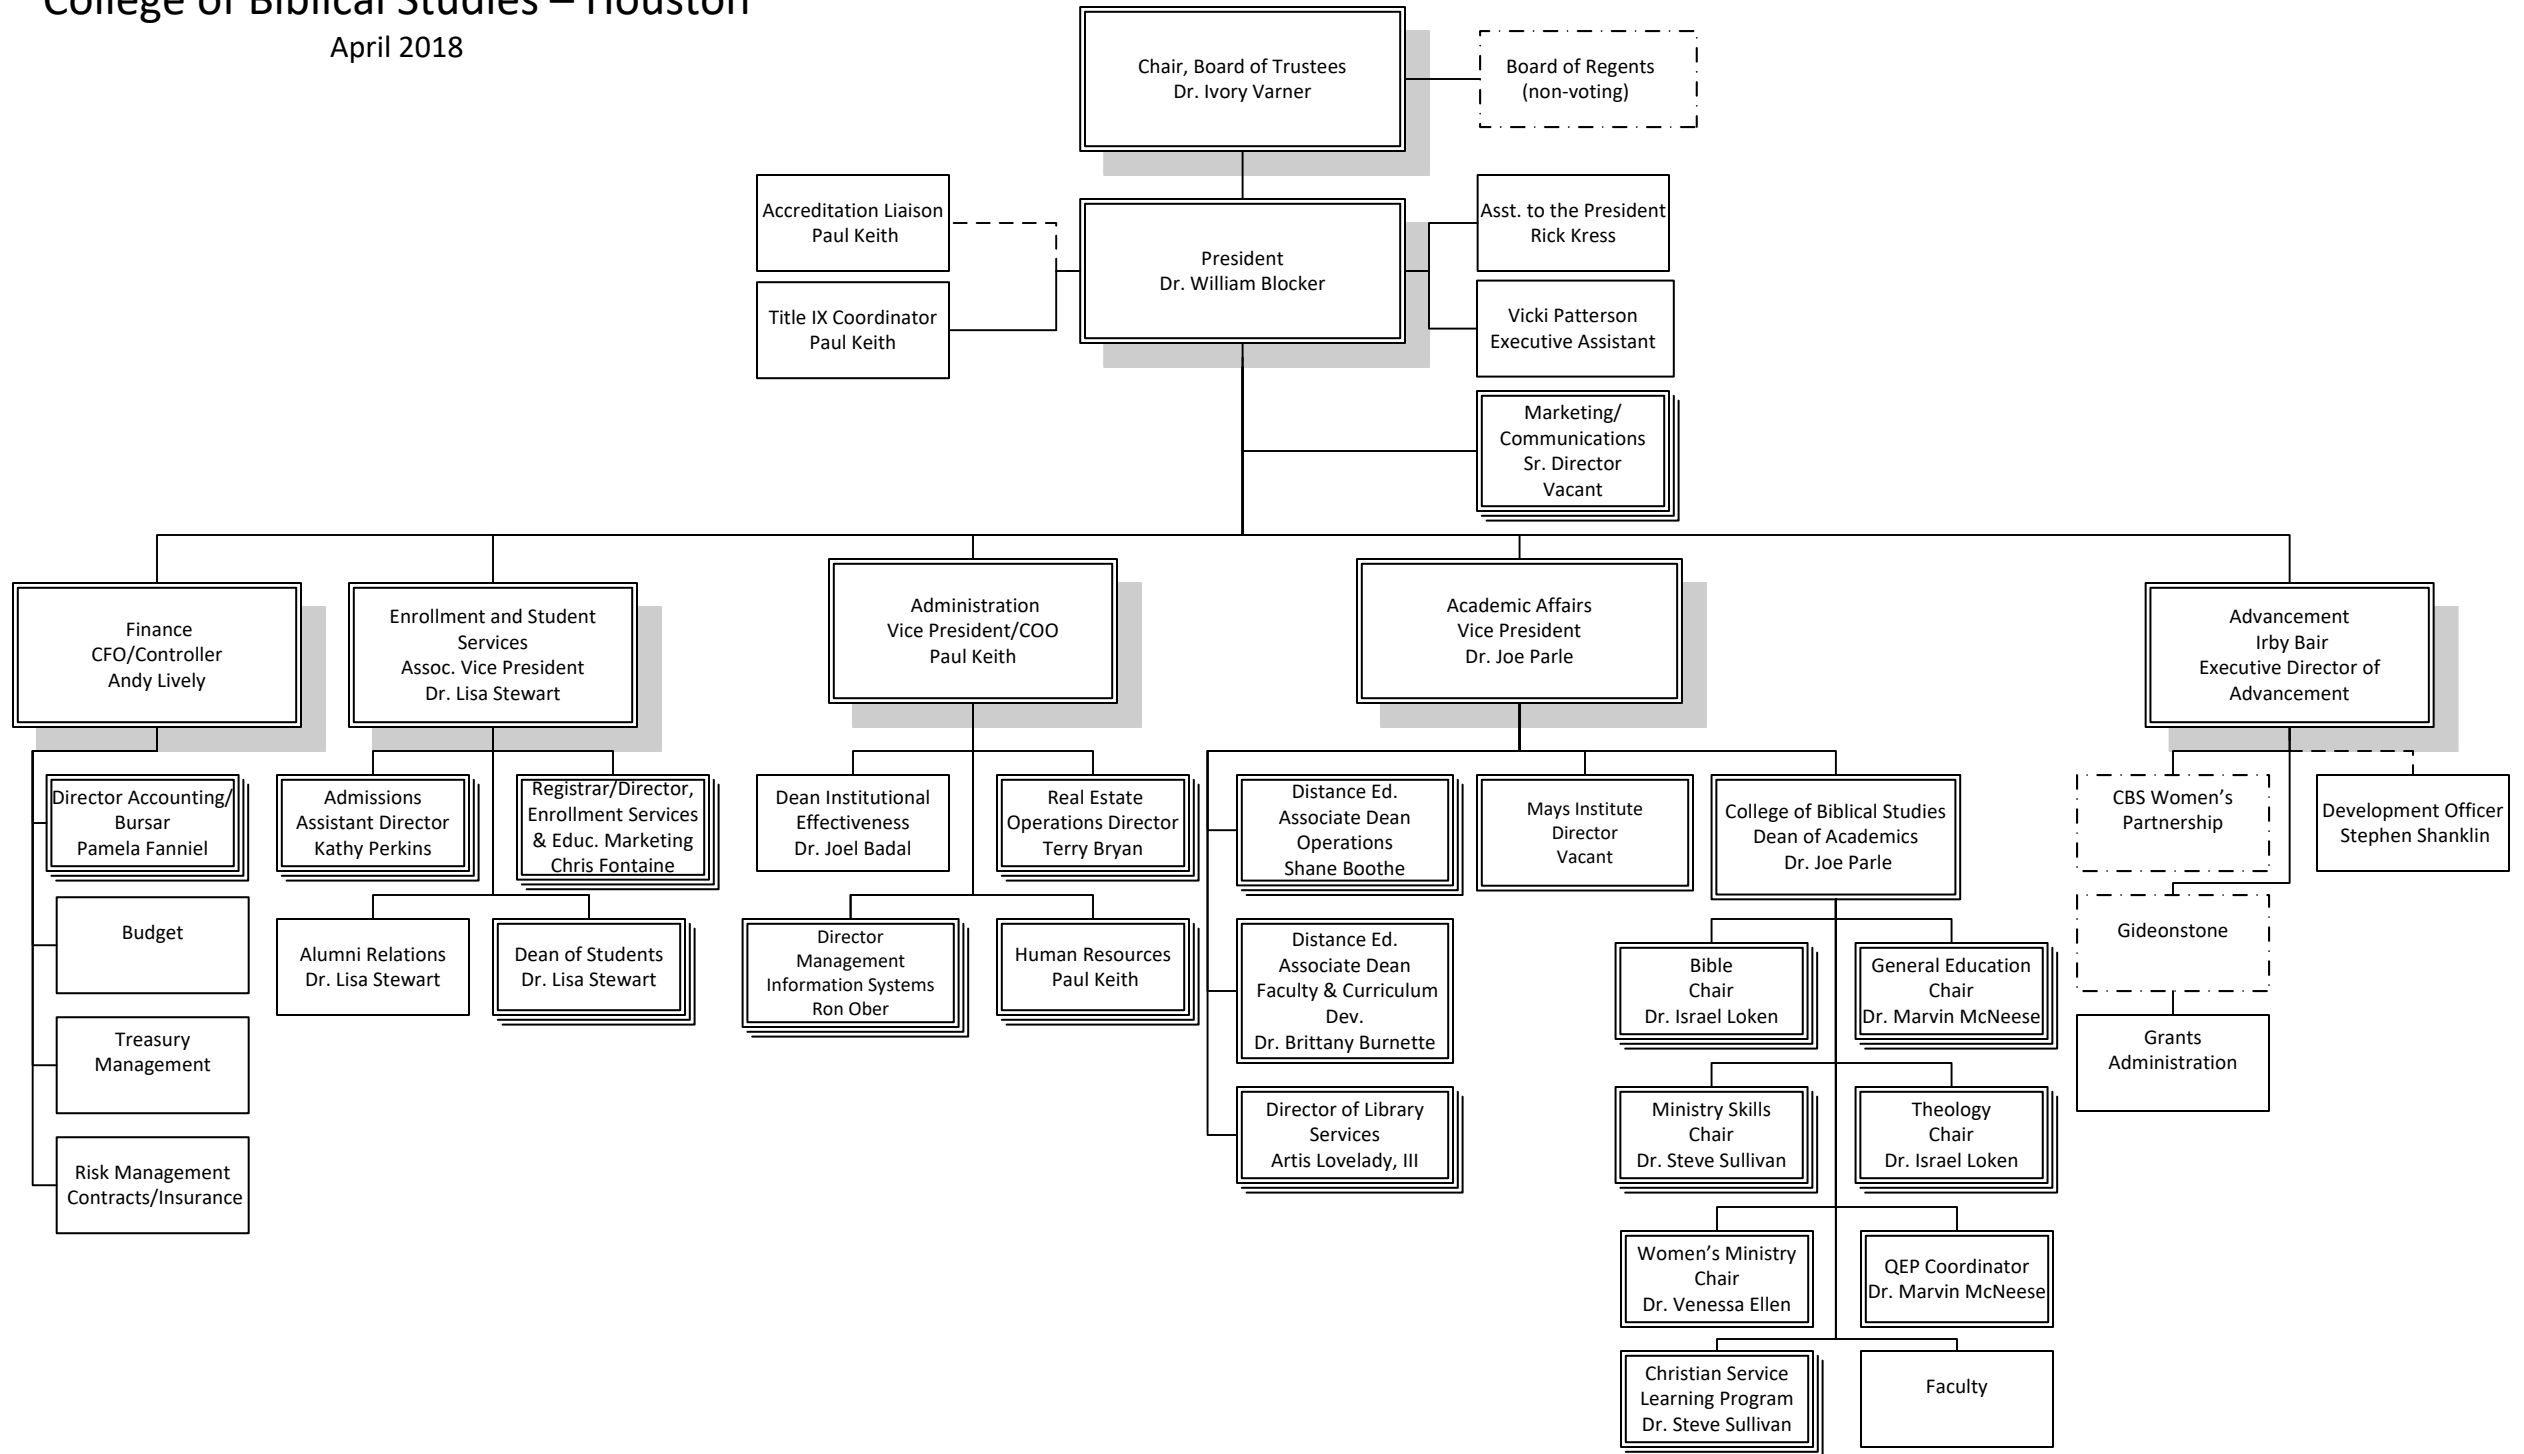 College of Biblical Studies – Houston
April 2018
Chair, Board of Trustees
Dr. Ivory Varner
Board of Regents
(non-voting)
Accreditation Liaison
Paul Keith
Title IX Coordinator
Paul Keith
President
Dr. William Blocker
Asst. to the President
Rick Kress
Vicki Patterson
Executive Assistant
Marketing/
Communications
Sr. Director
Vacant
Finance
CFO/Controller
Andy Lively
Enrollment and Student
Services
Assoc. Vice President
Dr. Lisa Stewart
Administration
Vice President/COO
Paul Keith
Academic Affairs
Vice President
Dr. Joe Parle
Advancement
Irby Bair
Executive Director of
Advancement
Director Accounting/
Bursar
Pamela Fanniel
Budget
Treasury
Management
Risk Management
Contracts/Insurance
Admissions
Assistant Director
Kathy Perkins
Registrar/Director,
Enrollment Services
& Educ. Marketing
Chris Fontaine
Alumni Relations
Dr. Lisa Stewart
Dean of Students
Dr. Lisa Stewart
Dean Institutional
Effectiveness
Dr. Joel Badal
Real Estate
Operations Director
Terry Bryan
Director
Management
Information Systems
Ron Ober
Human Resources
Paul Keith
Distance Ed.
Associate Dean
Operations
Shane Boothe
Distance Ed.
Associate Dean
Faculty & Curriculum
Dev.
Dr. Brittany Burnette
Director of Library
Services
Artis Lovelady, III
Mays Institute
Director
Vacant
College of Biblical Studies
Dean of Academics
Dr. Joe Parle
Bible
Chair
Dr. Israel Loken
General Education
Chair
Dr. Marvin McNeese
Ministry Skills
Chair
Dr. Steve Sullivan
Theology
Chair
Dr. Israel Loken
Women's Ministry
Chair
Dr. Venessa Ellen
QEP Coordinator
Dr. Marvin McNeese
Christian Service
Learning Program
Dr. Steve Sullivan
Faculty
CBS Women's
Partnership
Development Officer
Stephen Shanklin
Gideonstone
Grants
Administration